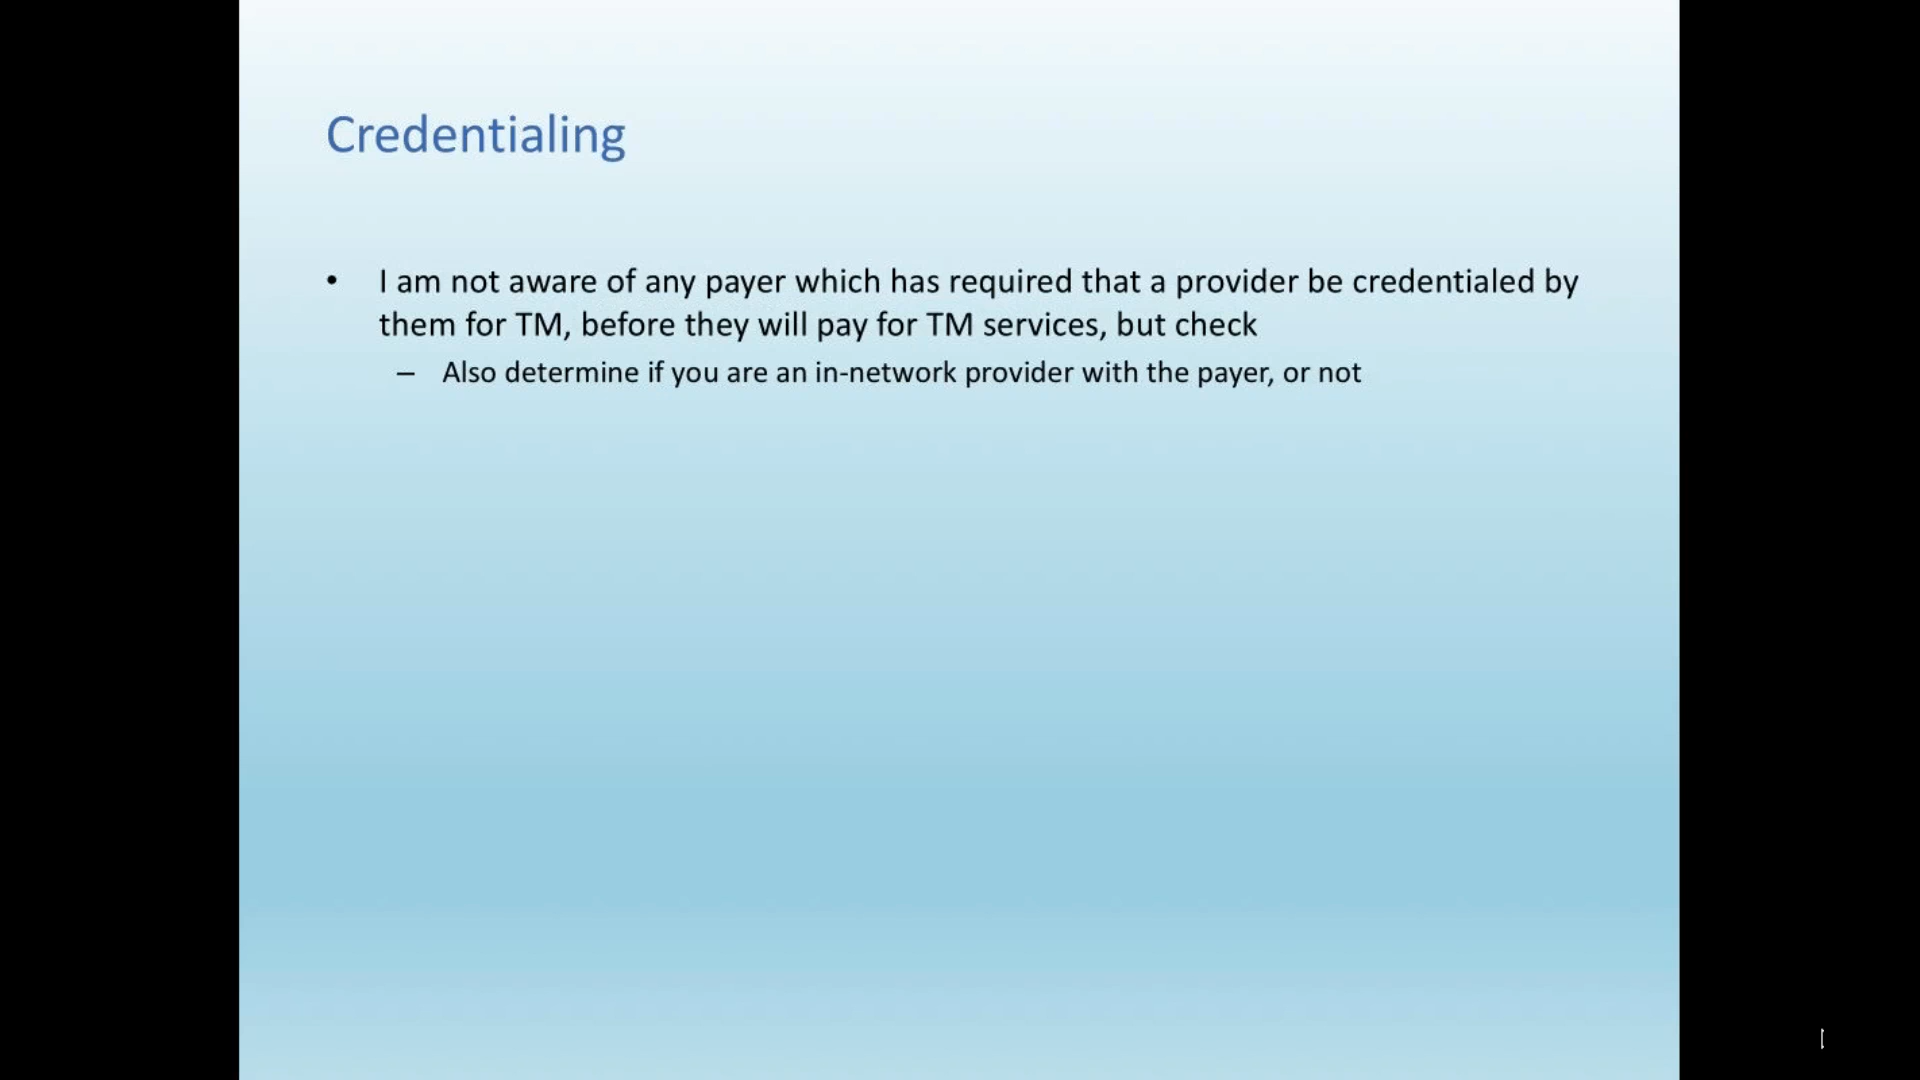 Credentialing
• I am not aware of any payer which has required that a provider be credentialed by
them for TM, before they will pay for TM services, but check
– Also determine if you are an in-network provider with the payer, or not